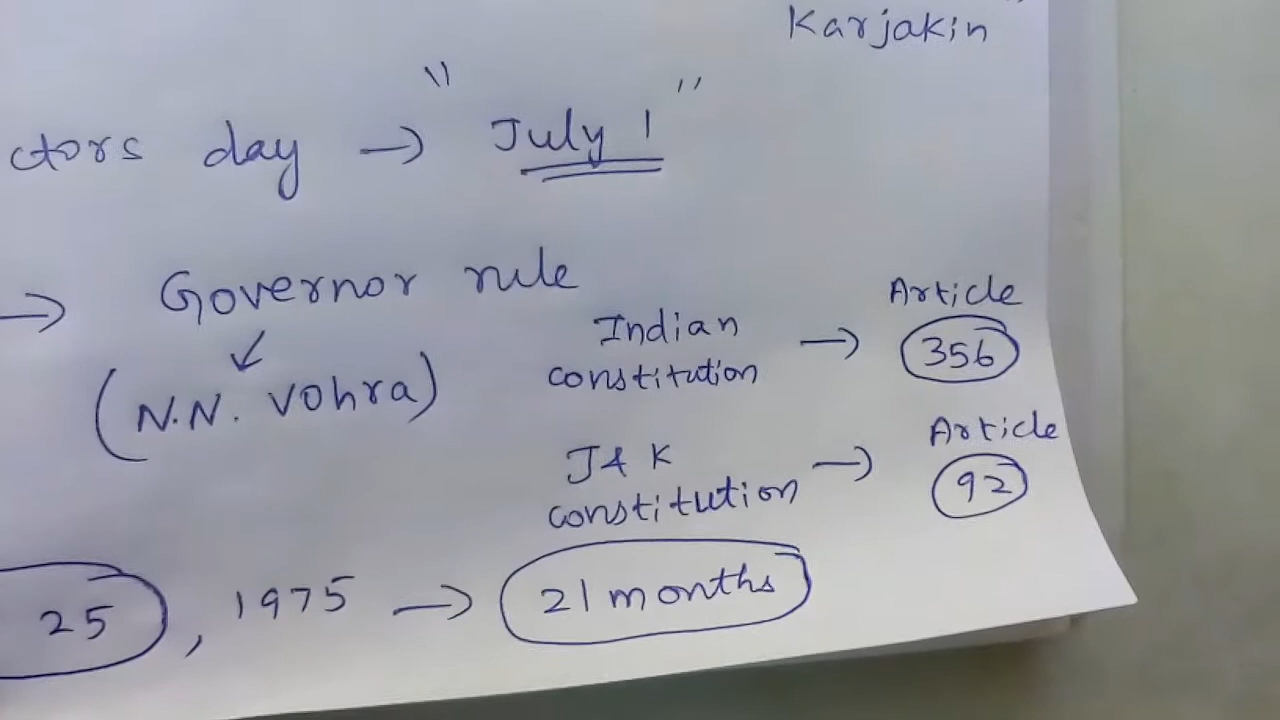 Karjakin
ctors day → "July 1"
→ Governor rule
(N.N. Vohra)
Indian constitution → Article 356
J&K constitution → Article 92
25, 1975 → 21 months